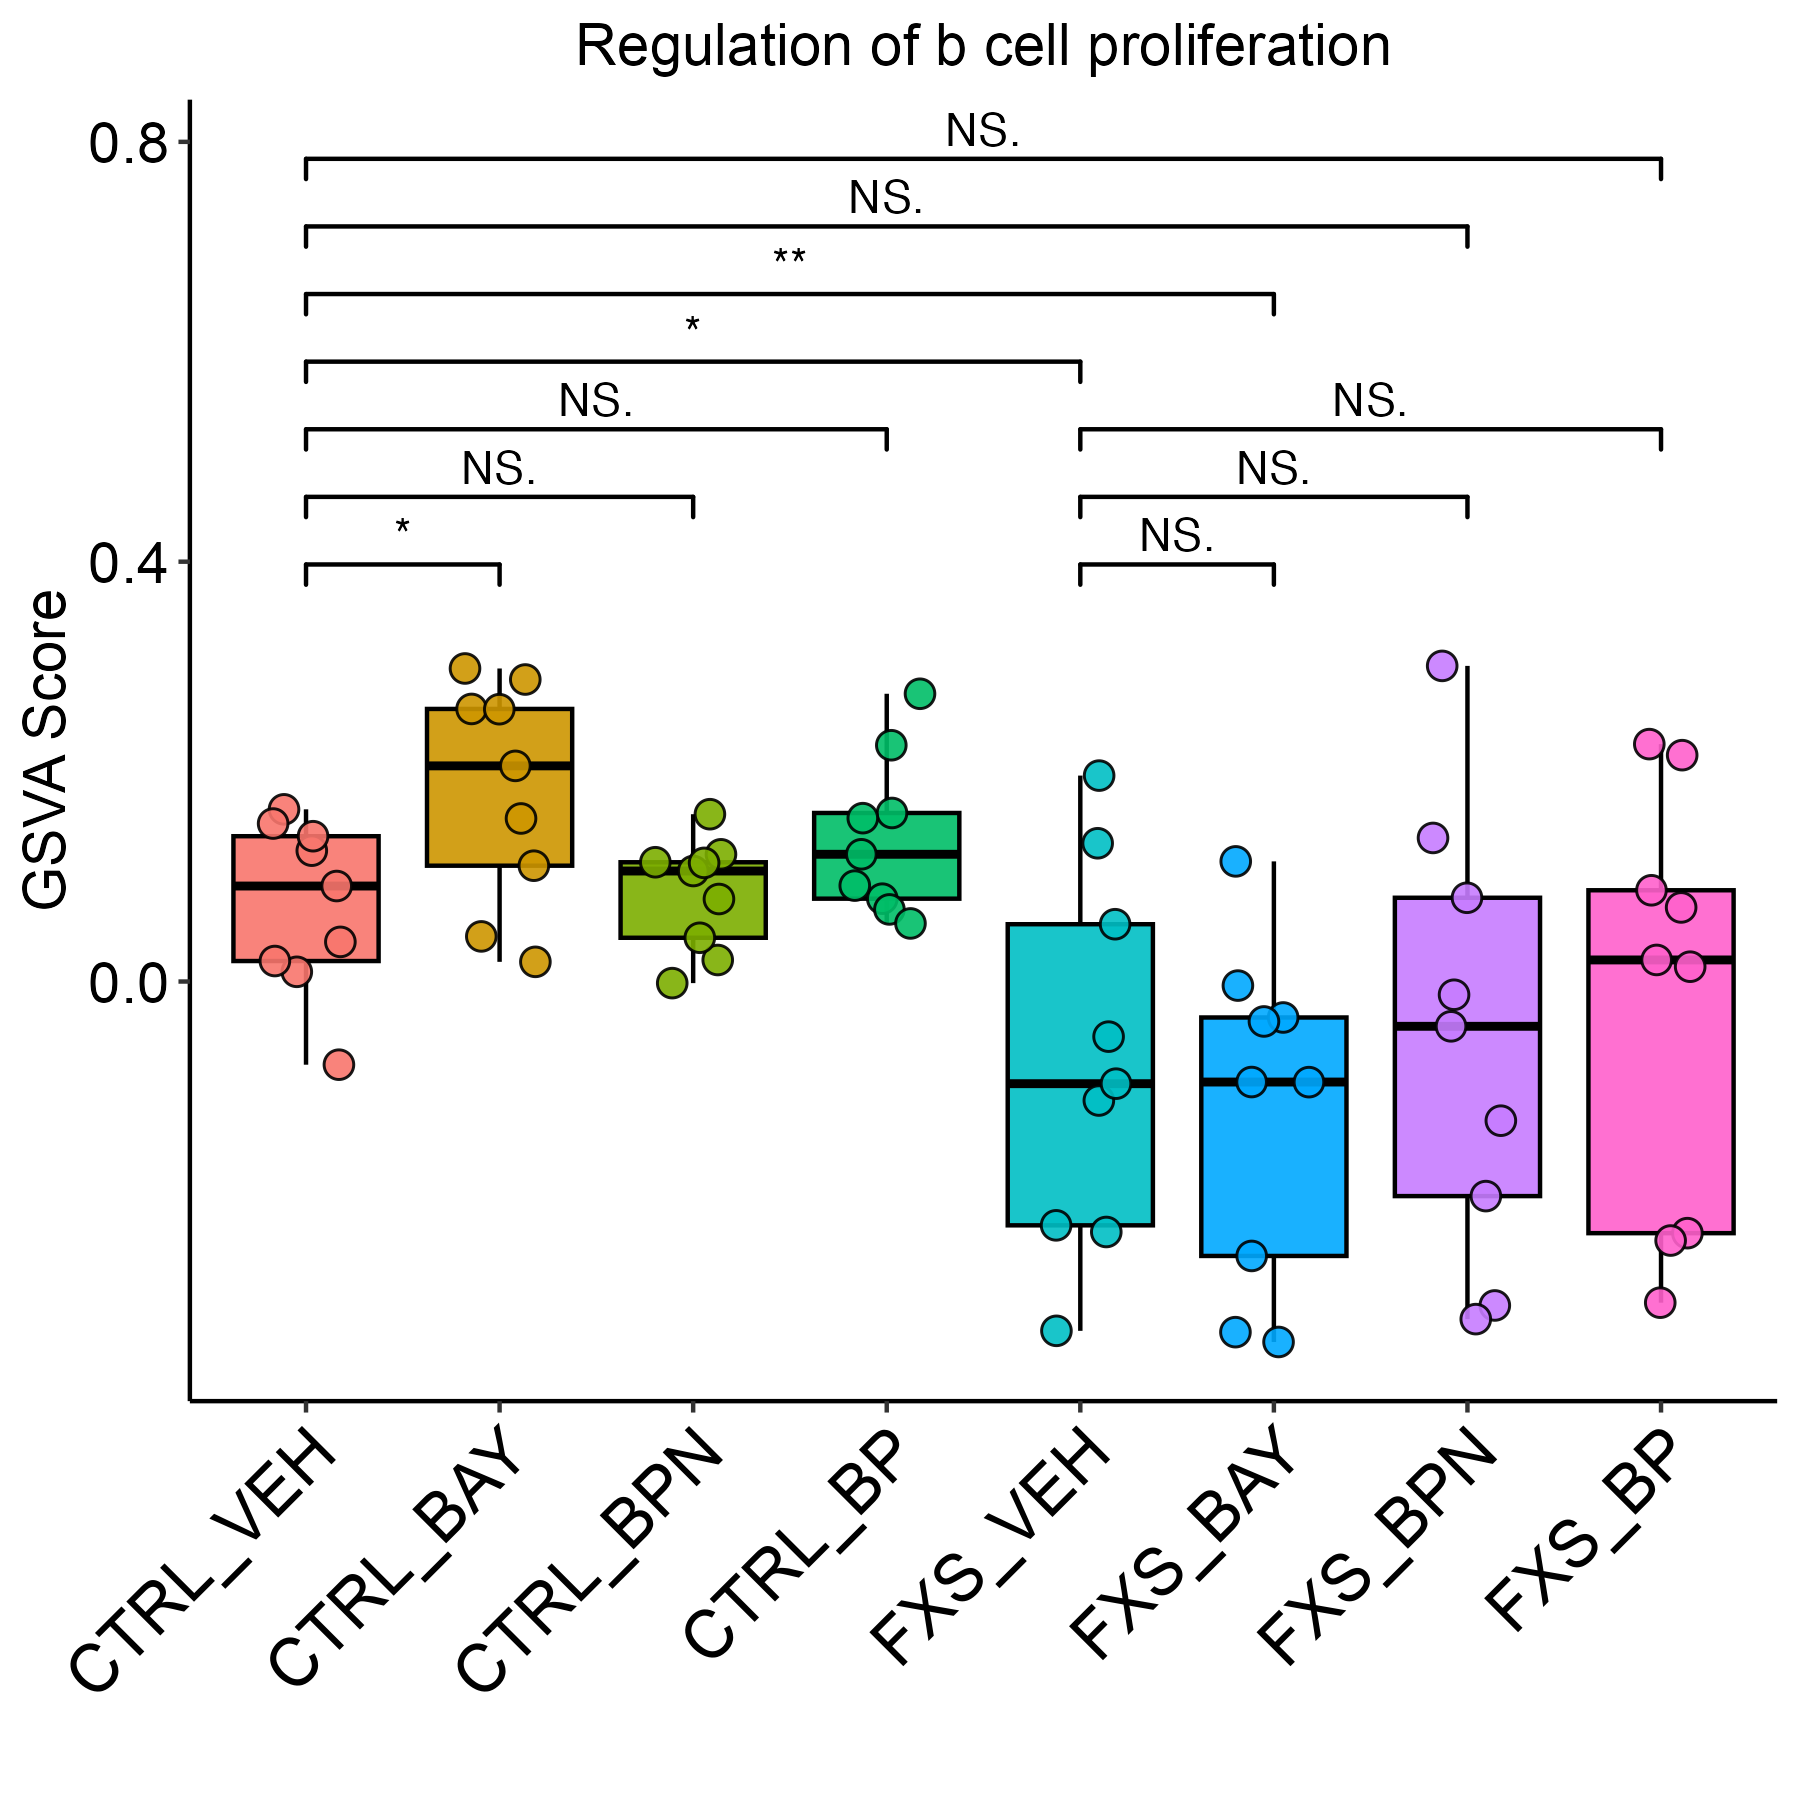 Regulation of b cell proliferation
GSVA Score
0.8
0.4
0.0
NS.
NS.
**
*
NS.
NS.
NS.
NS.
*
NS.
CTRL_VEH
CTRL_BAY
CTRL_BPN
CTRL_BP
FXS_VEH
FXS_BAY
FXS_BPN
FXS_BP